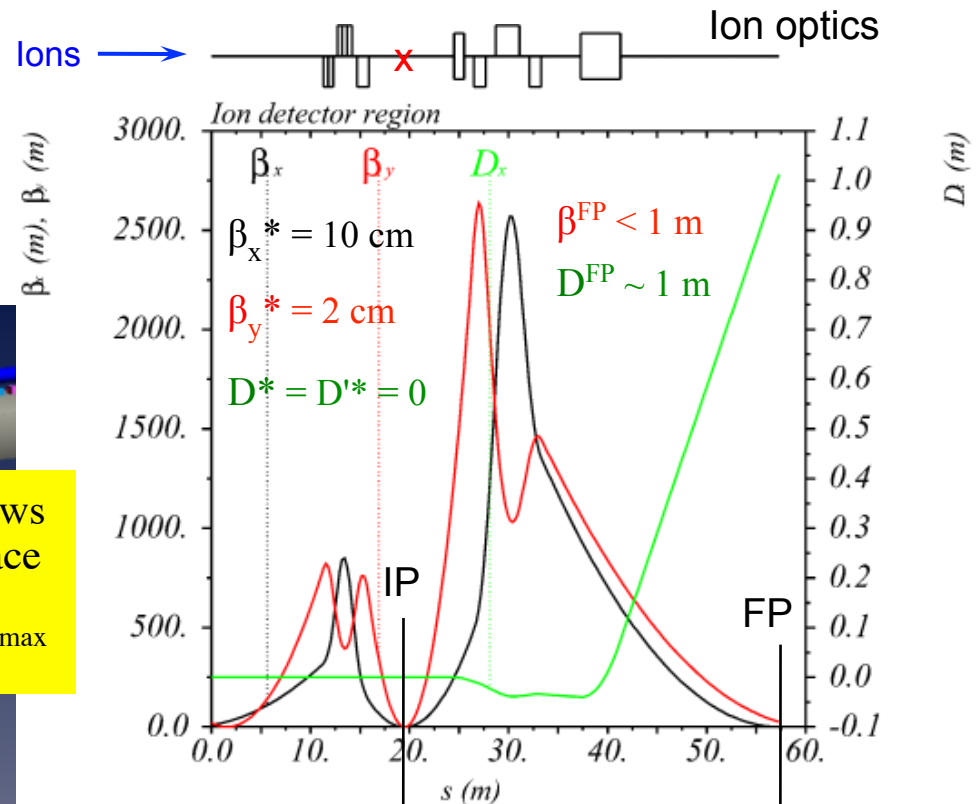 Ion optics
Ions
x
Ion detector region
βx (m), βy (m)
3000.
2500.
2000.
1500.
1000.
500.
0.0
βx
βy
Dx
βx* = 10 cm
βy* = 2 cm
D* = D'* = 0
β^FP < 1 m
D^FP ~ 1 m
1.1
1.0
0.9
0.8
0.7
0.6
0.5
0.4
0.3
0.2
0.1
0.0
-0.1
D (m)
ws
ce
max
IP
FP
0.0
10.
20.
30.
40.
50.
60.
s (m)